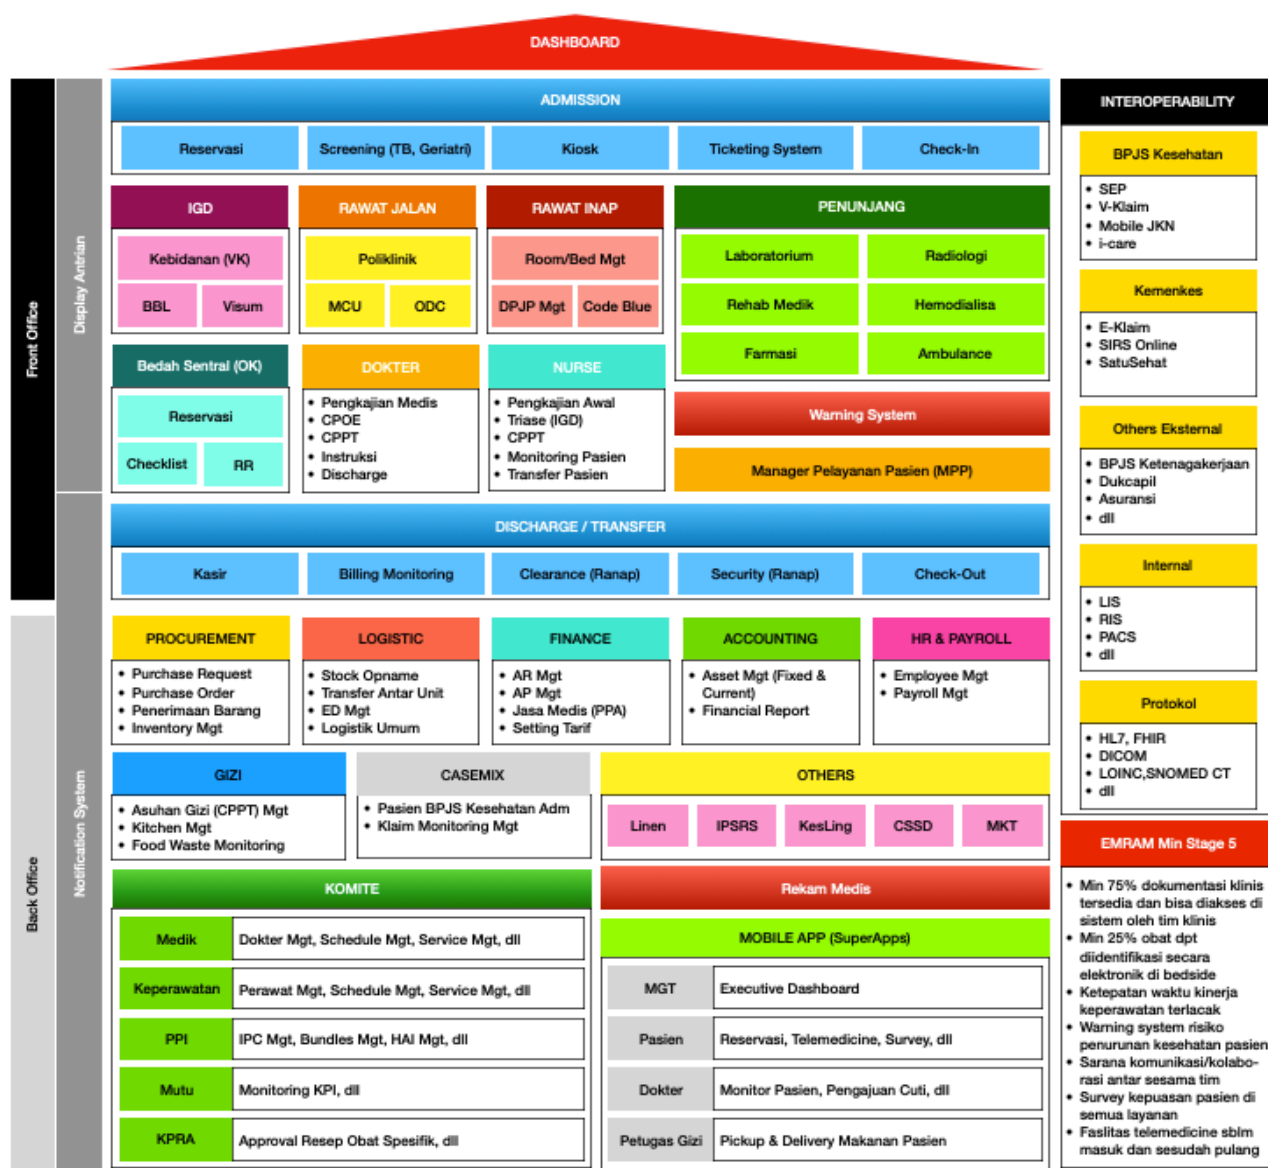 DASHBOARD
Front Office
Back Office
Display Antrian
Notification System
ADMISSION
Reservasi
Screening (TB, Geriatri)
Kiosk
Ticketing System
Check-In
IGD
Kebidanan (VK)
BBL
Visum
RAWAT JALAN
Poliklinik
MCU
ODC
RAWAT INAP
Room/Bed Mgt
DPJP Mgt
Code Blue
PENUNJANG
Laboratorium
Radiologi
Rehab Medik
Hemodialisa
Farmasi
Ambulance
Bedah Sentral (OK)
Reservasi
Checklist
RR
DOKTER
• Pengkajian Medis
• CPOE
• CPPT
• Instruksi
• Discharge
NURSE
• Pengkajian Awal
• Triase (IGD)
• CPPT
• Monitoring Pasien
• Transfer Pasien
Warning System
Manager Pelayanan Pasien (MPP)
DISCHARGE / TRANSFER
Kasir
Billing Monitoring
Clearance (Ranap)
Security (Ranap)
Check-Out
PROCUREMENT
• Purchase Request
• Purchase Order
• Penerimaan Barang
• Inventory Mgt
LOGISTIC
• Stock Opname
• Transfer Antar Unit
• ED Mgt
• Logistik Umum
FINANCE
• AR Mgt
• AP Mgt
• Jasa Medis (PPA)
• Setting Tarif
ACCOUNTING
• Asset Mgt (Fixed &
Current)
• Financial Report
HR & PAYROLL
• Employee Mgt
• Payroll Mgt
GIZI
• Asuhan Gizi (CPPT) Mgt
• Kitchen Mgt
• Food Waste Monitoring
CASEMIX
• Pasien BPJS Kesehatan Adm
• Klaim Monitoring Mgt
OTHERS
Linen
IPSRS
KesLing
CSSD
MKT
KOMITE
Medik
Dokter Mgt, Schedule Mgt, Service Mgt, dll
Keperawatan
Perawat Mgt, Schedule Mgt, Service Mgt, dll
PPI
IPC Mgt, Bundles Mgt, HAI Mgt, dll
Mutu
Monitoring KPI, dll
KPRA
Approval Resep Obat Spesifik, dll
Rekam Medis
MOBILE APP (SuperApps)
MGT
Executive Dashboard
Pasien
Reservasi, Telemedicine, Survey, dll
Dokter
Monitor Pasien, Pengajuan Cuti, dll
Petugas Gizi
Pickup & Delivery Makanan Pasien
INTEROPERABILITY
BPJS Kesehatan
• SEP
• V-Klaim
• Mobile JKN
• i-care
Kemenkes
• E-Klaim
• SIRS Online
• SatuSehat
Others Eksternal
• BPJS Ketenagakerjaan
• Dukcapil
• Asuransi
• dll
Internal
• LIS
• RIS
• PACS
• dll
Protokol
• HL7, FHIR
• DICOM
• LOINC,SNOMED CT
• dll
EMRAM Min Stage 5
• Min 75% dokumentasi klinis
tersedia dan bisa diakses di
sistem oleh tim klinis
• Min 25% obat dpt
diidentifikasi secara
elektronik di bedside
• Ketepatan waktu kinerja
keperawatan terlacak
• Warning system risiko
penurunan kesehatan pasien
• Sarana komunikasi/kolabo-
rasi antar sesama tim
• Survey kepuasan pasien di
semua layanan
• Faslitas telemedicine sblm
masuk dan sesudah pulang